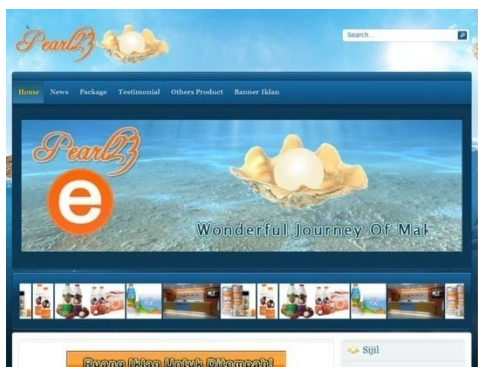 Pearl23
Search...
Home News Package Testimonial Others Product Banner Iklan
Pearl23
e
Wonderful Journey Of Mak
Ruang Iklan Untuk Ditempah!
Sijil